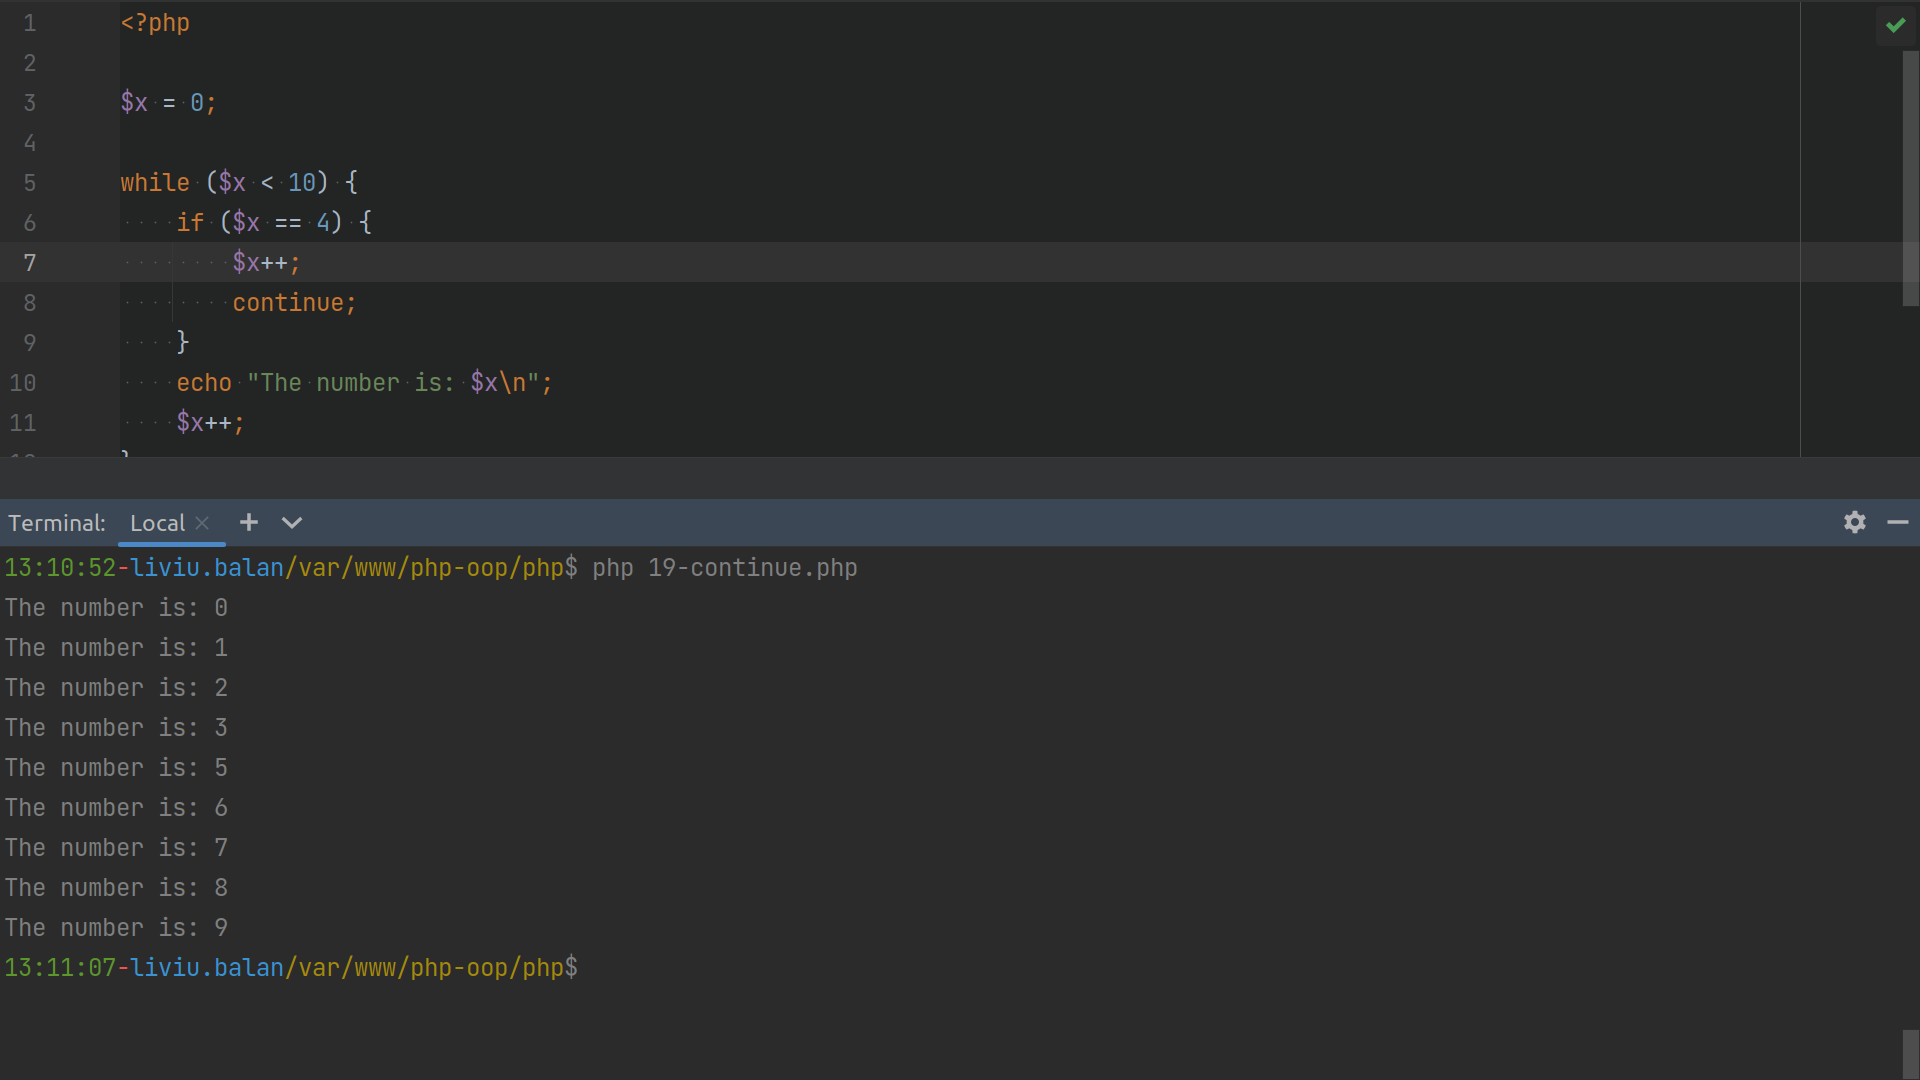 1 <?php
2
3 $x = 0;
4
5 while ($x < 10) {
6     if ($x == 4) {
7         $x++;
8         continue;
9     }
10     echo "The number is: $x\n";
11     $x++;
}
Terminal: Local
13:10:52-liviu.balan/var/www/php-oop/php$ php 19-continue.php
The number is: 0
The number is: 1
The number is: 2
The number is: 3
The number is: 5
The number is: 6
The number is: 7
The number is: 8
The number is: 9
13:11:07-liviu.balan/var/www/php-oop/php$